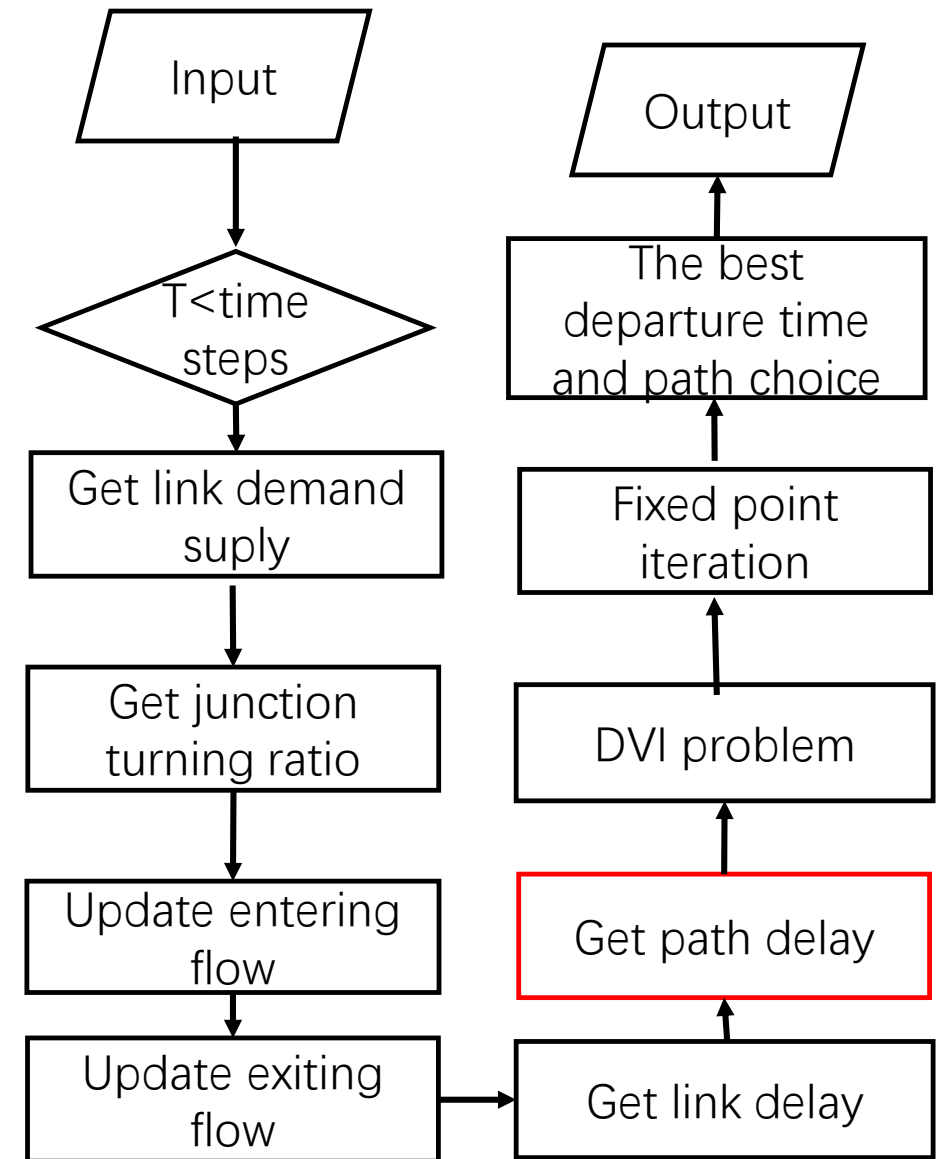 Input
T<time
steps
Get link demand
suply
Get junction
turning ratio
Update entering
flow
Update exiting
flow
Get link delay
Get path delay
DVI problem
Fixed point
iteration
The best
departure time
and path choice
Output